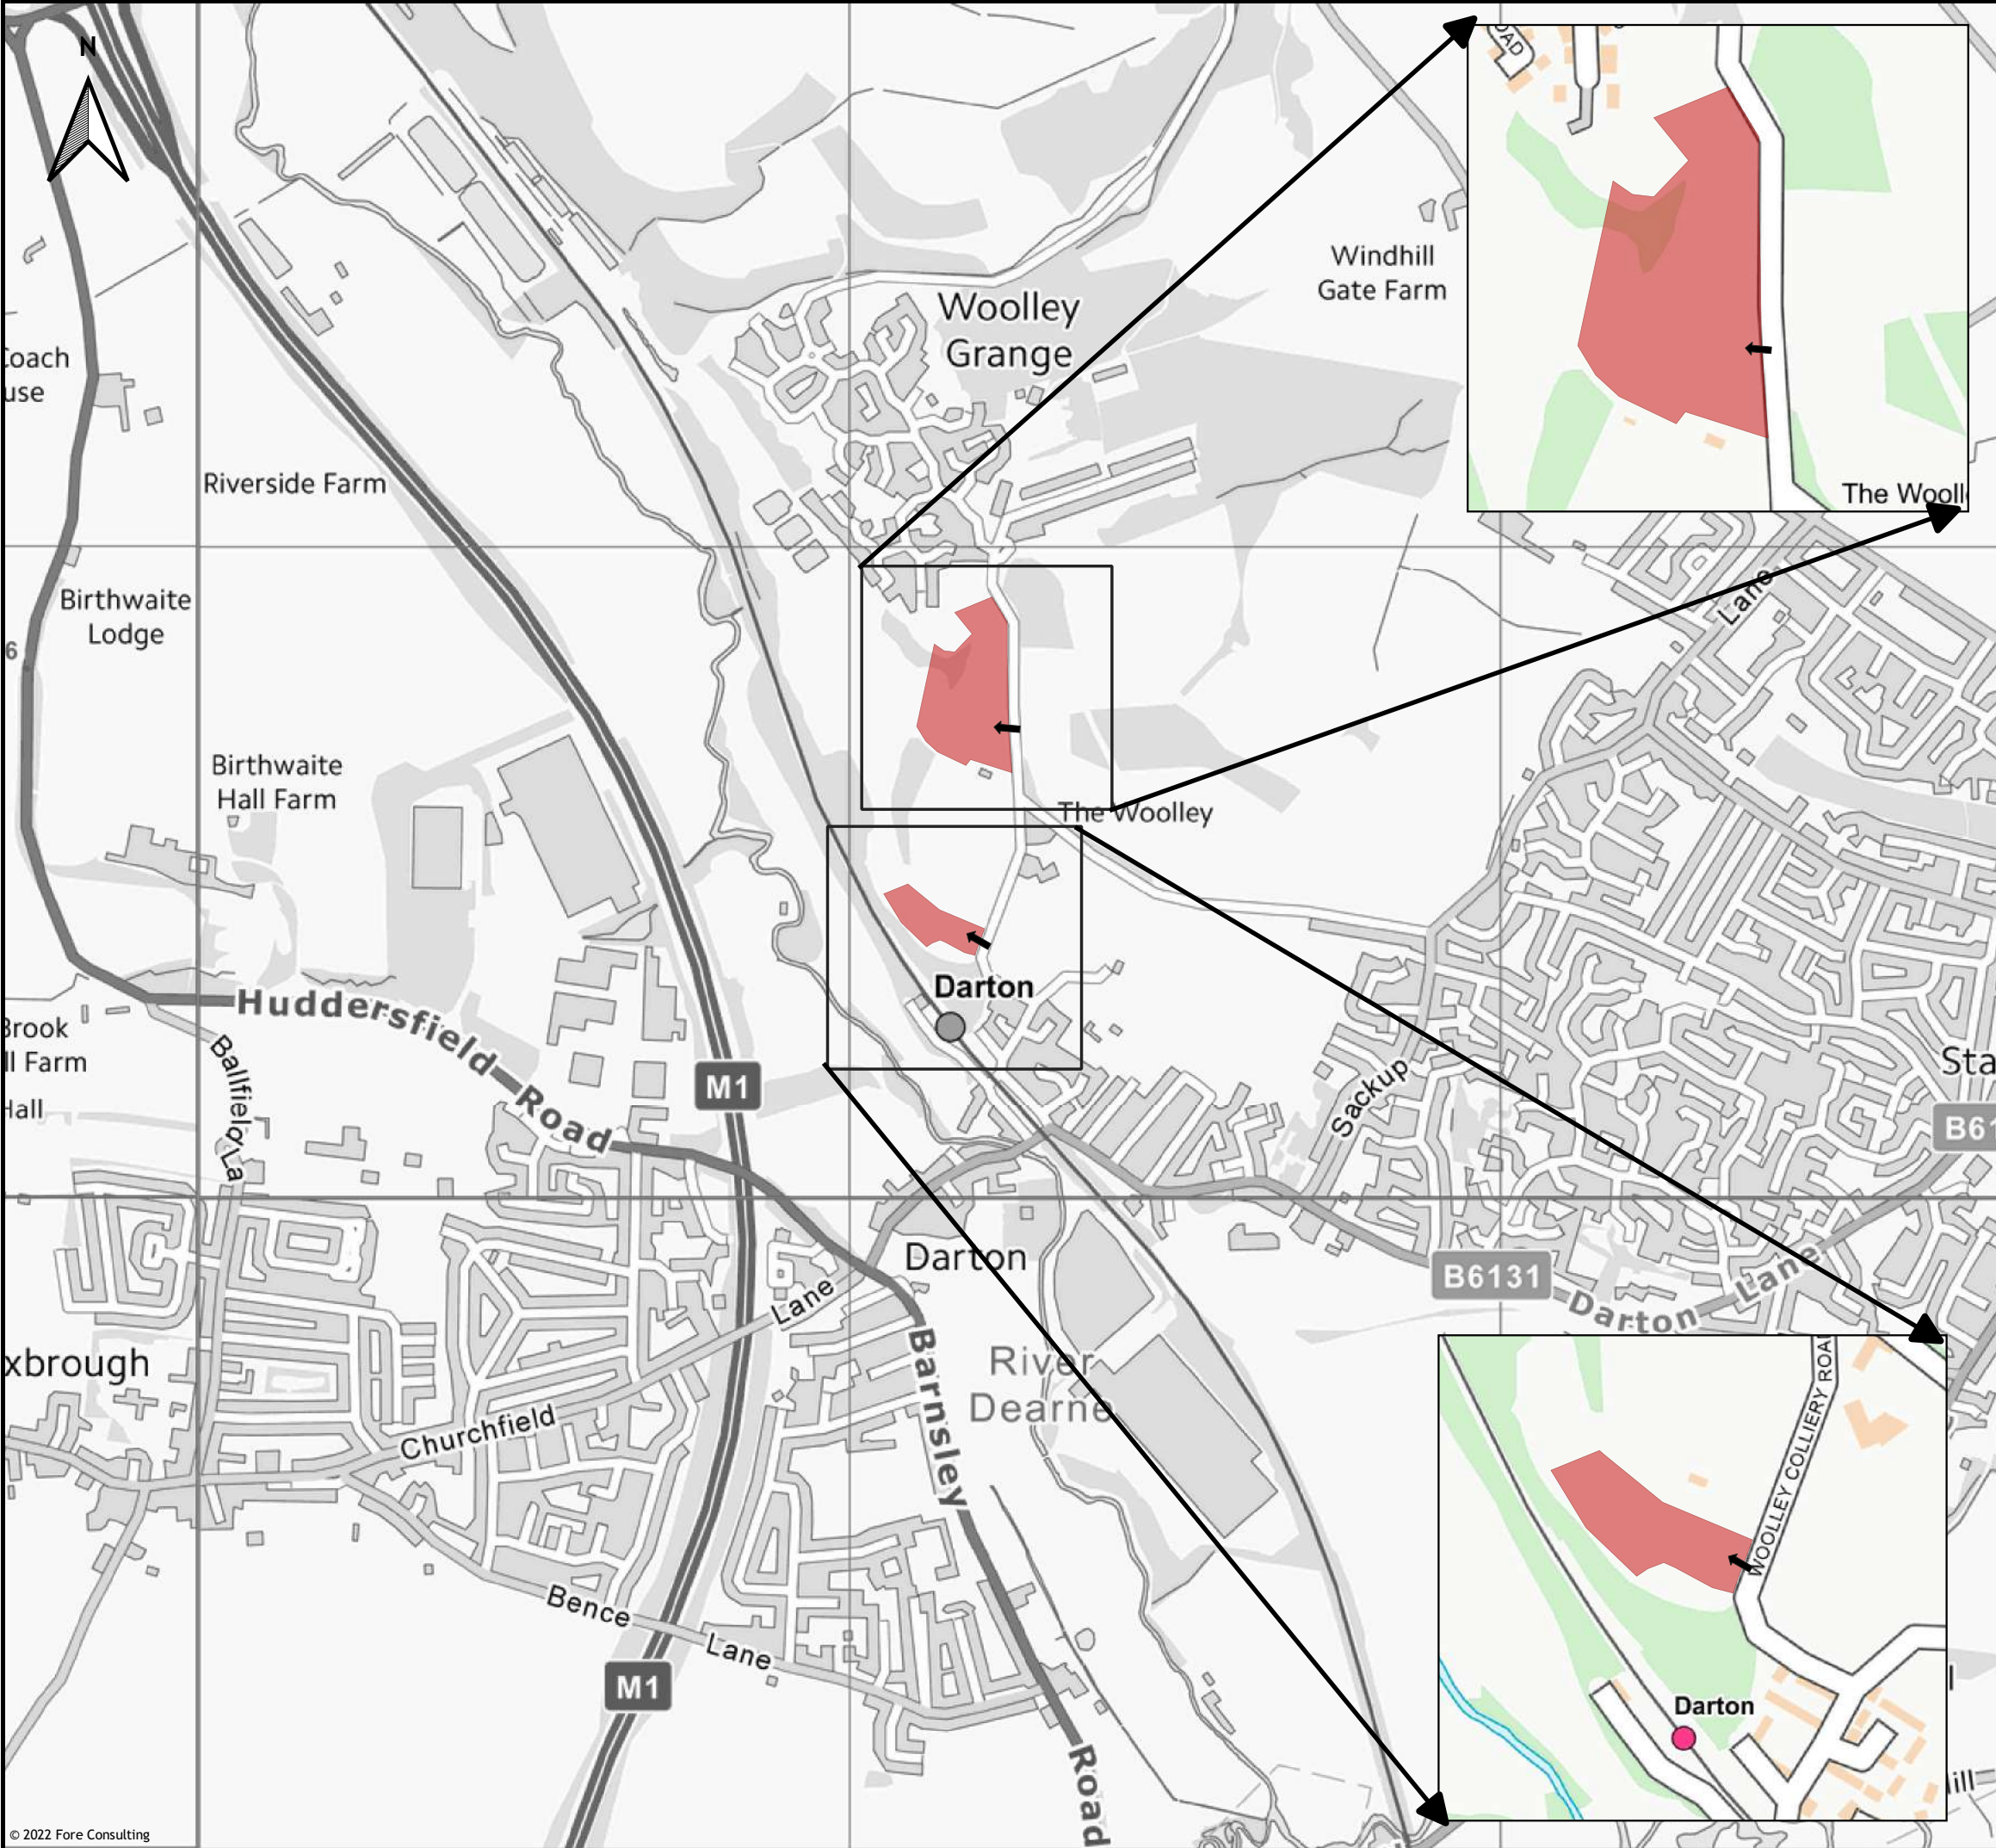 N
OAD
Windhill
Gate Farm
Woolley
Grange
Coach
use
The Wooll
Riverside Farm
Lane
Birthwaite
Lodge
6
Birthwaite
Hall Farm
The Woolley
Darton
Huddersfield Road
Brook
ll Farm
Hall
Ballfield La
M1
Sackup
Sta
B61
Darton
B6131
Darton Lane
Lane
xbrough
River
Dearne
Barnsley
Churchfield
WOOLLEY COLLIERY ROA
Bence
Lane
M1
Darton
Road
ill
© 2022 Fore Consulting